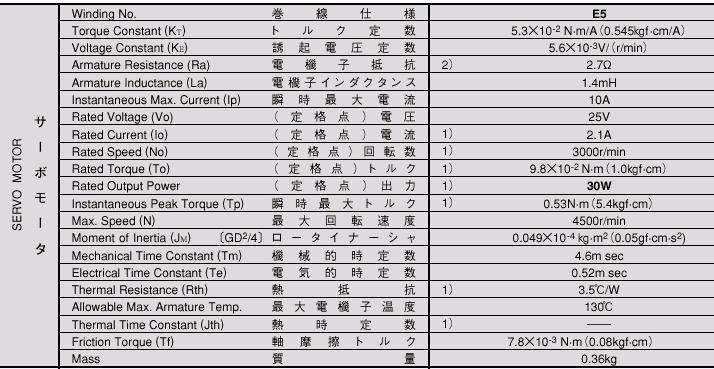 SERVO MOTOR
サーボモータ
Winding No. 巻線仕様 E5
Torque Constant (KT) トルク定数 5.3×10-2 N·m/A (0.545kgf·cm/A)
Voltage Constant (KE) 誘起電圧定数 5.6×10-3V/(r/min)
Armature Resistance (Ra) 電機子抵抗 2) 2.7Ω
Armature Inductance (La) 電機子インダクタンス 1.4mH
Instantaneous Max. Current (Ip) 瞬時最大電流 10A
Rated Voltage (Vo) (定格点)電圧 25V
Rated Current (Io) (定格点)電流 1) 2.1A
Rated Speed (No) (定格点)回転数 1) 3000r/min
Rated Torque (To) (定格点)トルク 1) 9.8×10-2 N·m (1.0kgf·cm)
Rated Output Power (定格点)出力 1) 30W
Instantaneous Peak Torque (Tp) 瞬時最大トルク 1) 0.53N·m (5.4kgf·cm)
Max. Speed (N) 最大回転速度 4500r/min
Moment of Inertia (JM) 〔GD2/4〕 ロータイナーシャ 0.049×10-4 kg·m2 (0.05gf·cm·s2)
Mechanical Time Constant (Tm) 機械的時定数 4.6m sec
Electrical Time Constant (Te) 電気的時定数 0.52m sec
Thermal Resistance (Rth) 熱抵抗 1) 3.5℃/W
Allowable Max. Armature Temp. 最大電機子温度 130℃
Thermal Time Constant (Jth) 熱時定数 1) ——
Friction Torque (Tf) 軸摩擦トルク 7.8×10-3 N·m (0.08kgf·cm)
Mass 質量 0.36kg